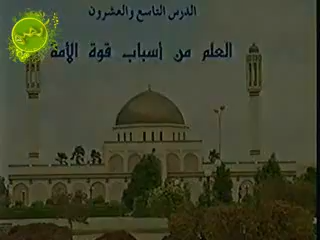 الدرس التاسع والعشرون
العلم من أسباب قوة الأمة